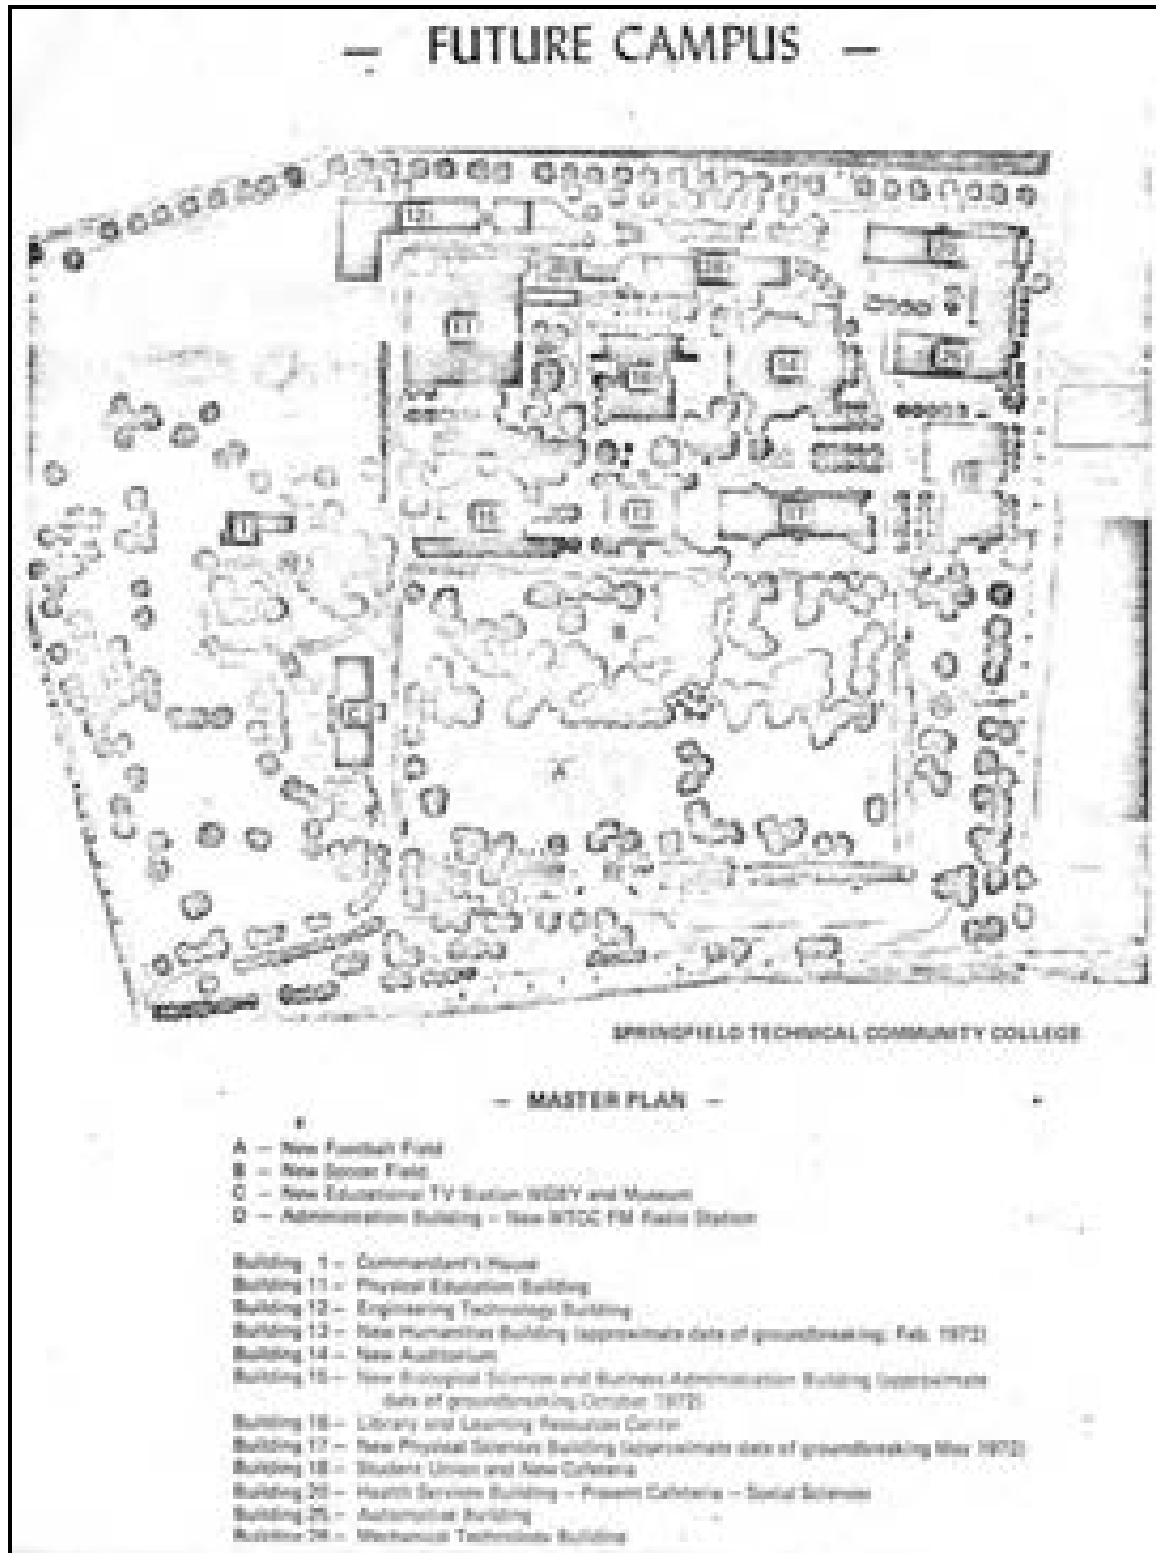 — FUTURE CAMPUS —
A
B
SPRINGFIELD TECHNICAL COMMUNITY COLLEGE
— MASTER PLAN —
A — New Football Field
B — New Soccer Field
C — New Educational TV Station WGBY and Museum
D — Administration Building — New WTCC FM Radio Station
Building 1 — Commandant's House
Building 11 — Physical Education Building
Building 12 — Engineering Technology Building
Building 13 — New Humanities Building (approximate date of groundbreaking, Feb. 1972)
Building 14 — New Auditorium
Building 15 — New Biological Sciences and Business Administration Building (approximate
date of groundbreaking October 1972)
Building 16 — Library and Learning Resources Center
Building 17 — New Physical Sciences Building (approximate date of groundbreaking May 1972)
Building 18 — Student Union and New Cafeteria
Building 20 — Health Services Building — Present Cafeteria — Social Sciences
Building 25 — Automotive Building
Building — Mechanical Technology Building